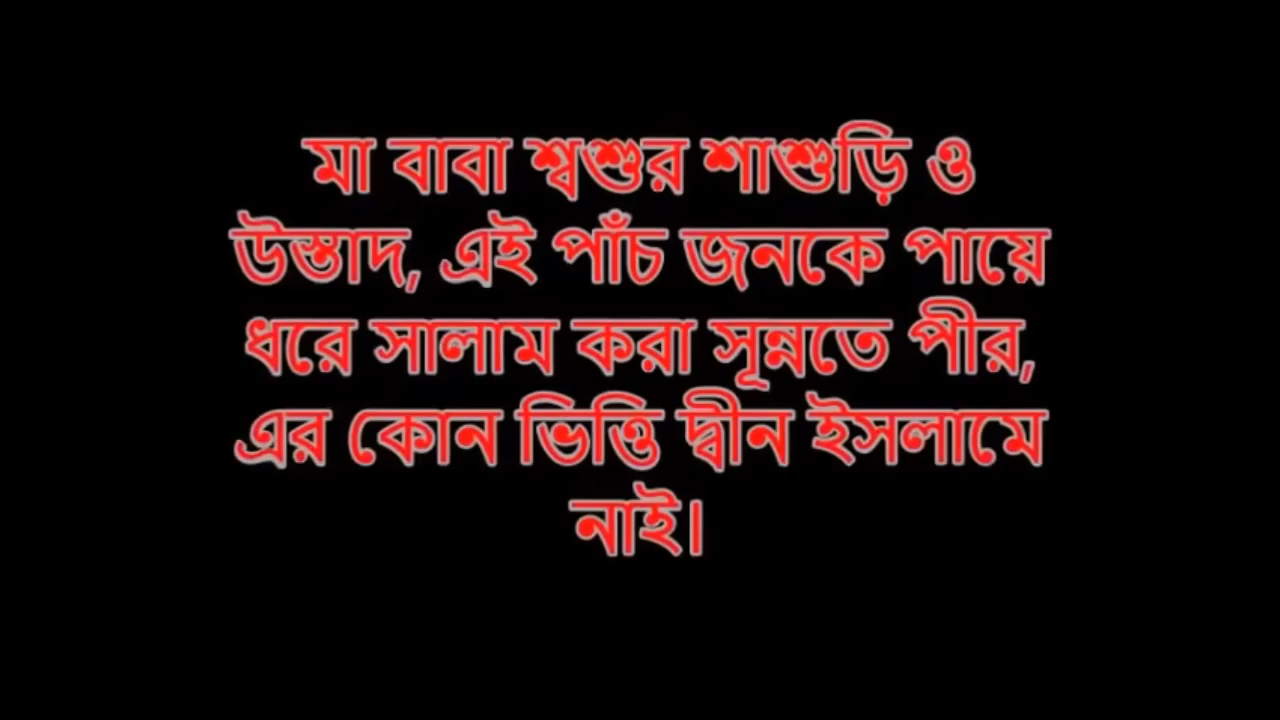 মা বাবা শ্বশুর শাশুড়ি ও
উস্তাদ, এই পাঁচ জনকে পায়ে
ধরে সালাম করা সূন্নতে পীর,
এর কোন ভিত্তি দ্বীন ইসলামে
নাই।